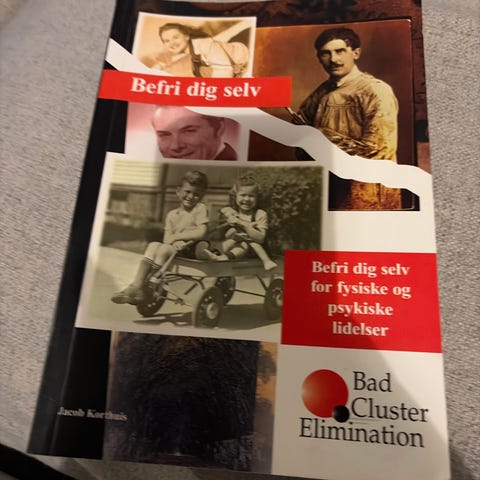 Befri dig selv
Befri dig selv
for fysiske og
psykiske
lidelser
Jacob Korthuis
Bad
Cluster
Elimination